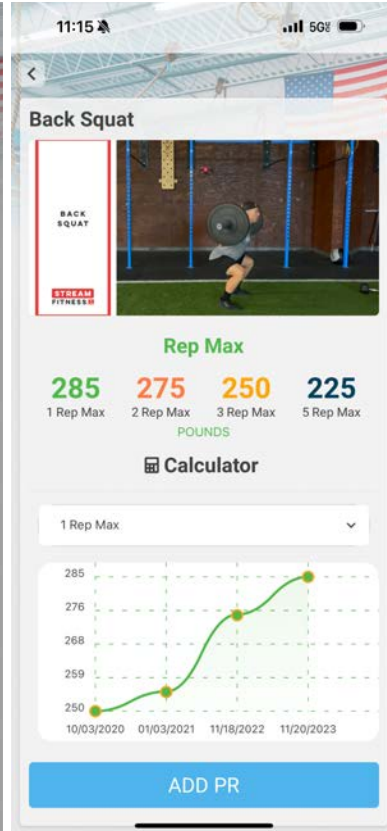 11:15
5G
Back Squat
BACK
SQUAT
STREAM
FITNESS
Rep Max
285 275 250 225
1 Rep Max 2 Rep Max 3 Rep Max 5 Rep Max
POUNDS
Calculator
1 Rep Max
285
276
268
259
250
10/03/2020 01/03/2021 11/18/2022 11/20/2023
ADD PR